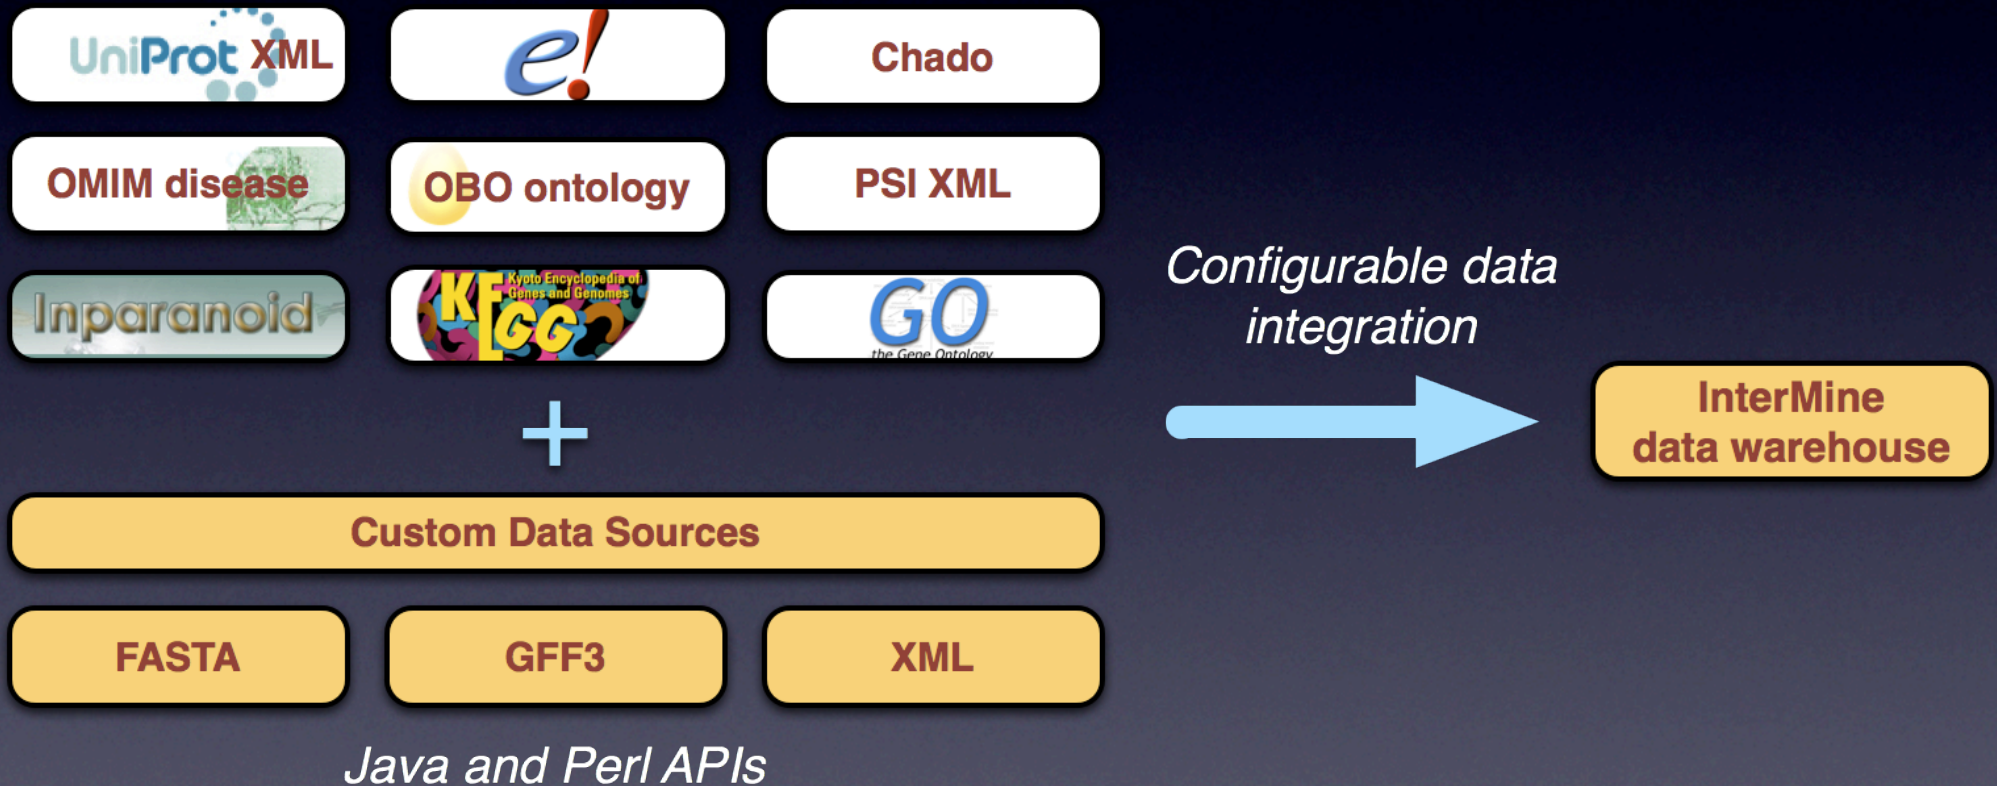 UniProt XML
e!
Chado
OMIM disease
OBO ontology
PSI XML
Inparanoid
KEGG
Kyoto Encyclopedia of
Genes and Genomes
GO
the Gene Ontology
+
Custom Data Sources
FASTA
GFF3
XML
Java and Perl APIs
Configurable data
integration
InterMine
data warehouse